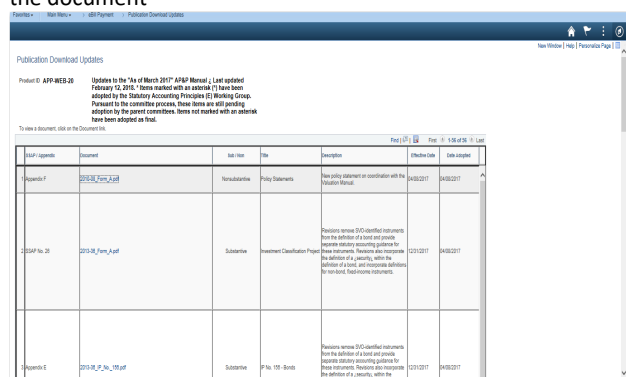 the document
Favorites Main Menu > eBill Payment > Publication Download Updates
New Window | Help | Personalize Page |
Publication Download Updates
Product ID APP-WEB-20 Updates to the "As of March 2017" AP&P Manual ¿ Last updated
February 12, 2018. * Items marked with an asterisk (*) have been
adopted by the Statutory Accounting Principles (E) Working Group.
Pursuant to the committee process, these items are still pending
adoption by the parent committees. Items not marked with an asterisk
have been adopted as final.
To view a document, click on the Document link.
Find | First 1-56 of 56 Last
SSAP / Appendix Document Sub / Non Title Description Effective Date Date Adopted
1 Appendix F 2010-08_Form_A.pdf Nonsubstantive Policy Statements New policy statement on coordination with the
Valuation Manual. 04/08/2017 04/08/2017
2 SSAP No. 26 2013-36_Form_A.pdf Substantive Investment Classification Project Revisions remove SVO-identified instruments
from the definition of a bond and provide
separate statutory accounting guidance for
these instruments. Revisions also incorporate
the definition of a ¿security¿ within the
definition of a bond, and incorporate definitions
for non-bond, fixed-income instruments. 12/31/2017 04/08/2017
3 Appendix E 2013-36_IP_No._156.pdf Substantive IP No. 156 - Bonds Revisions remove SVO-identified instruments
from the definition of a bond and provide
separate statutory accounting guidance for
these instruments. Revisions also incorporate
the definition of a ¿security¿ within the 12/31/2017 04/08/2017